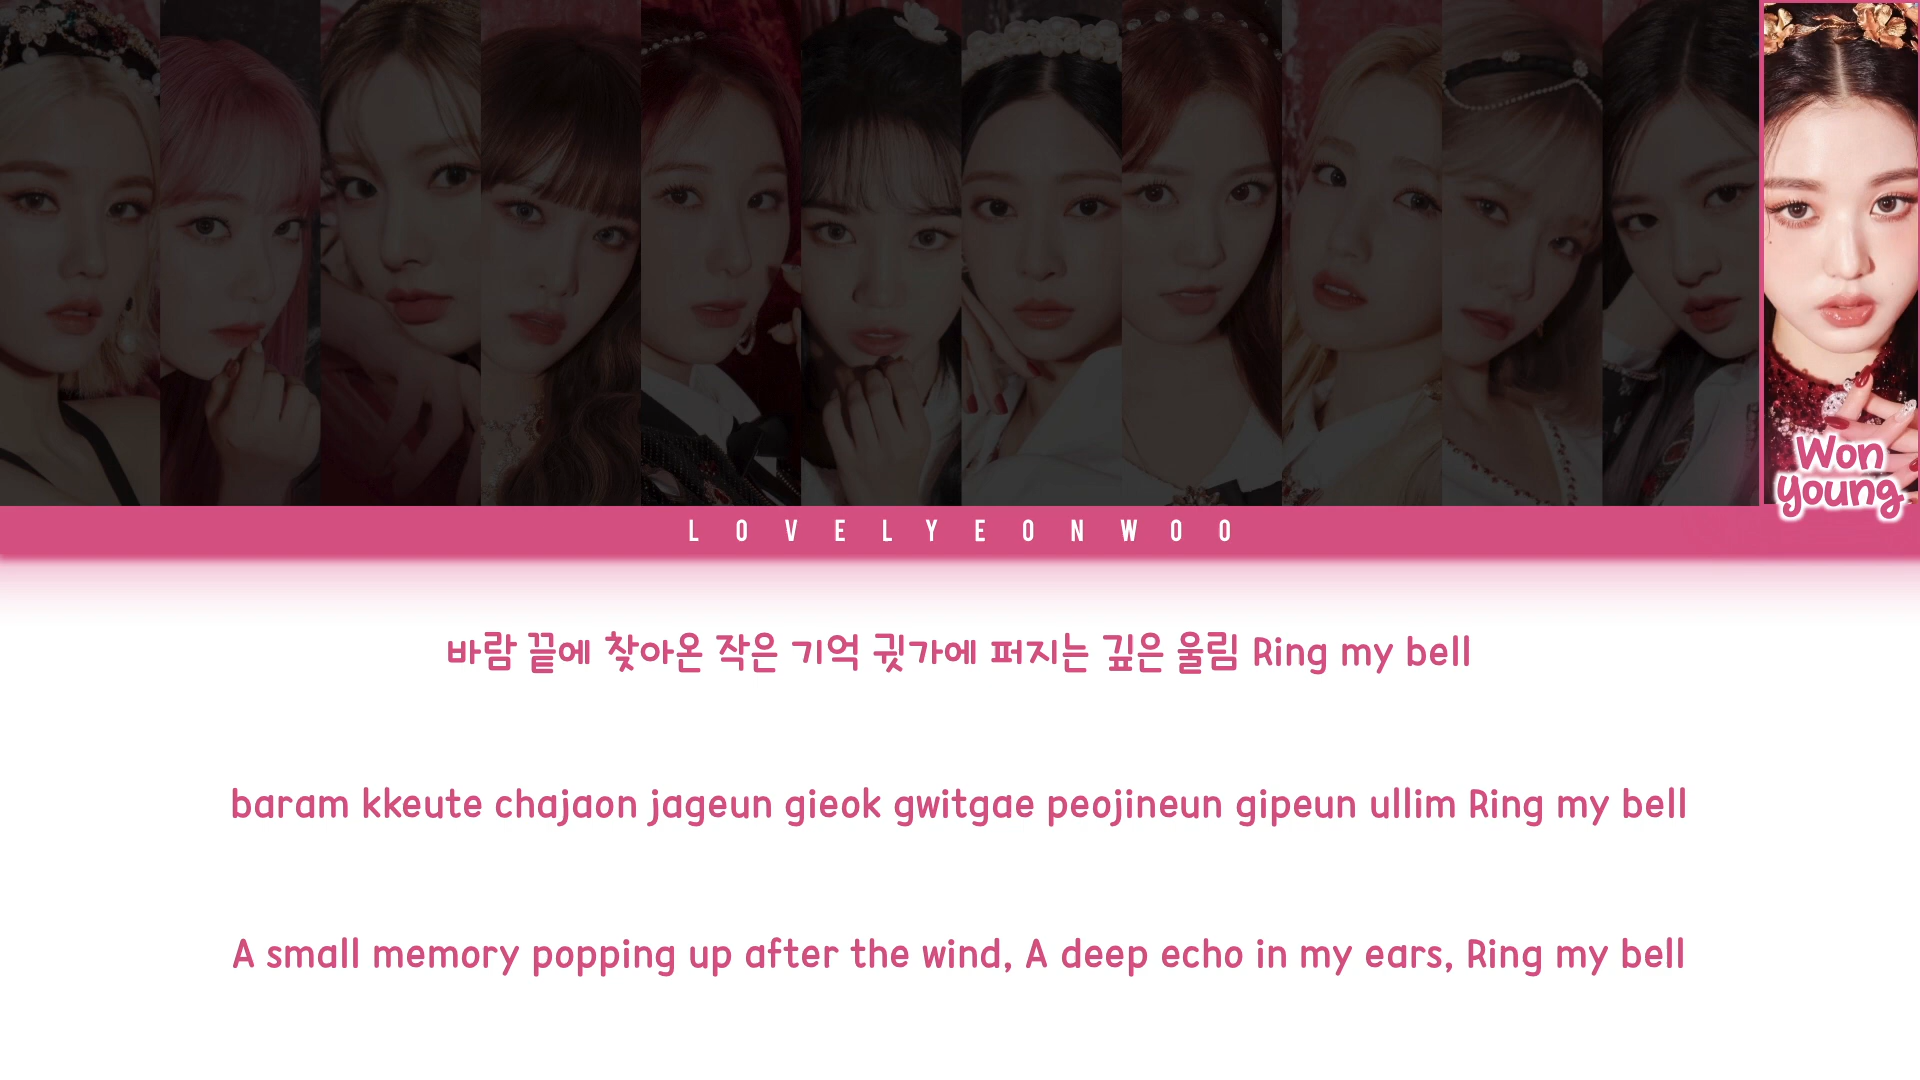 Won
Young
LOVELYEONWOO
바람 끝에 찾아온 작은 기억 귓가에 퍼지는 깊은 울림 Ring my bell
baram kkeute chajaon jageun gieok gwitgae peojineun gipeun ullim Ring my bell
A small memory popping up after the wind, A deep echo in my ears, Ring my bell